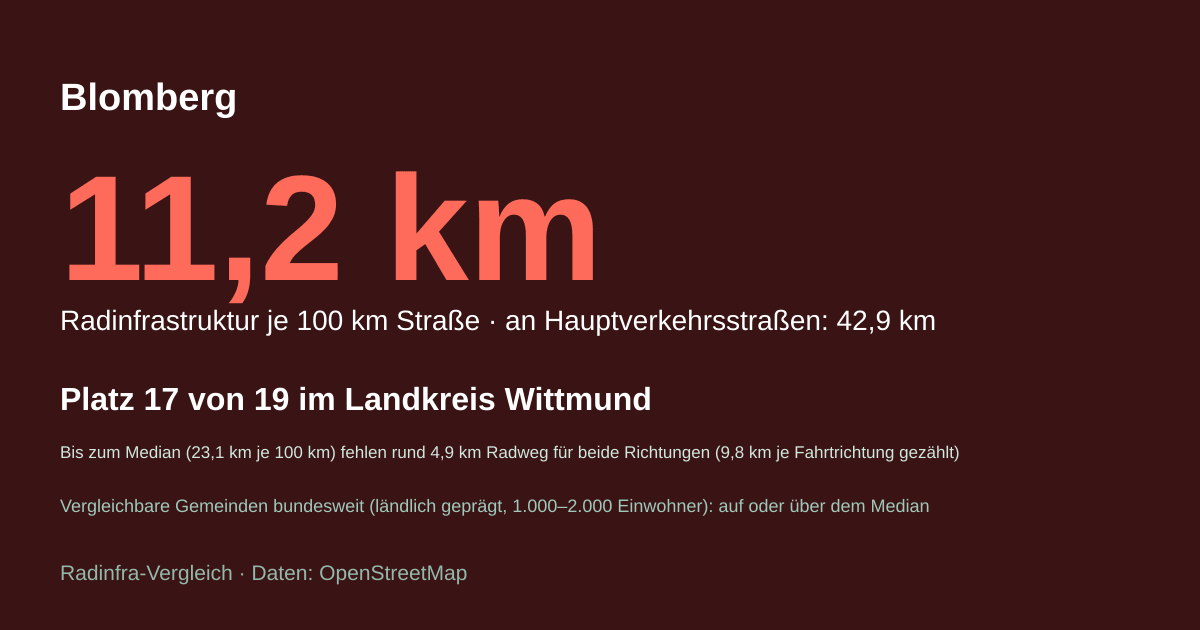 Blomberg
11,2 km
Radinfrastruktur je 100 km Straße · an Hauptverkehrsstraßen: 42,9 km
Platz 17 von 19 im Landkreis Wittmund
Bis zum Median (23,1 km je 100 km) fehlen rund 4,9 km Radweg für beide Richtungen (9,8 km je Fahrtrichtung gezählt)
Vergleichbare Gemeinden bundesweit (ländlich geprägt, 1.000–2.000 Einwohner): auf oder über dem Median
Radinfra-Vergleich · Daten: OpenStreetMap